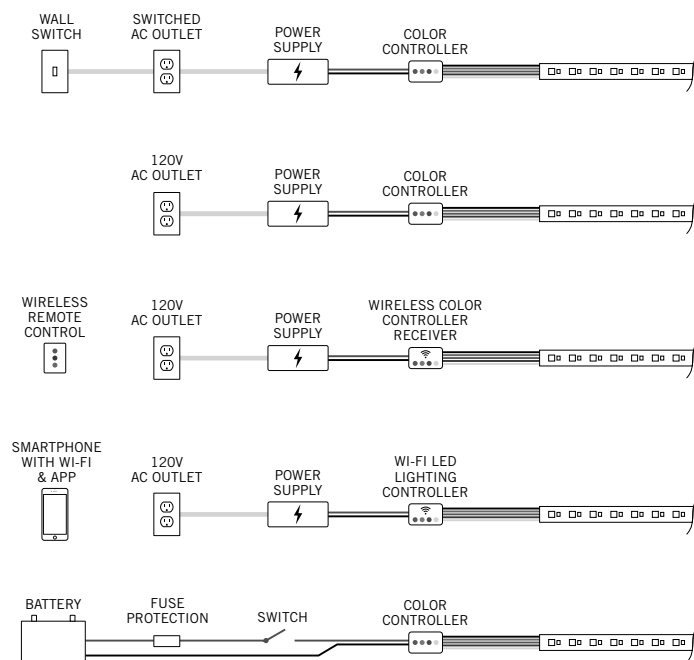 WALL
SWITCH
SWITCHED
AC OUTLET
POWER
SUPPLY
COLOR
CONTROLLER
120V
AC OUTLET
POWER
SUPPLY
COLOR
CONTROLLER
WIRELESS
REMOTE
CONTROL
120V
AC OUTLET
POWER
SUPPLY
WIRELESS COLOR
CONTROLLER
RECEIVER
SMARTPHONE
WITH WI-FI
& APP
120V
AC OUTLET
POWER
SUPPLY
WI-FI LED
LIGHTING
CONTROLLER
BATTERY
FUSE
PROTECTION
SWITCH
COLOR
CONTROLLER